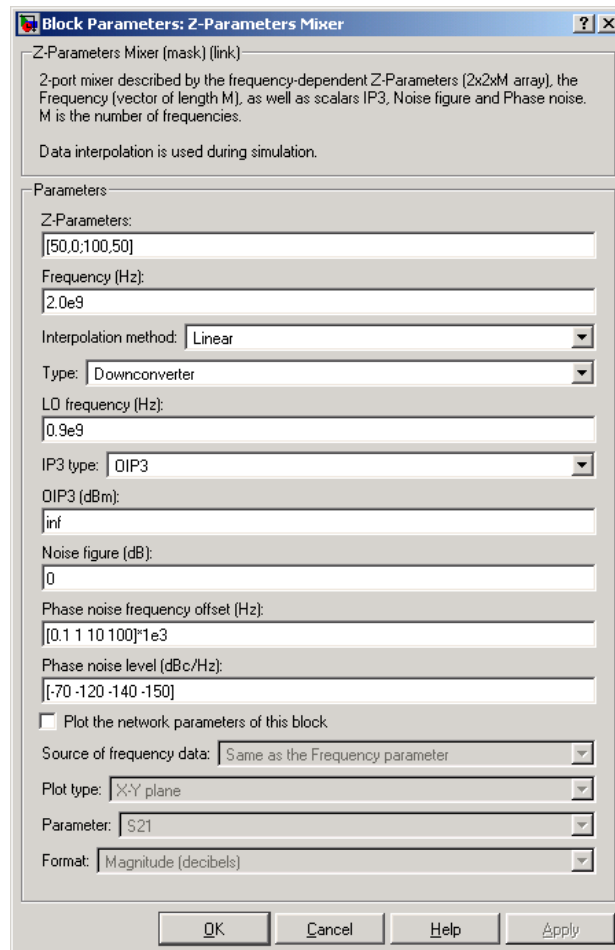 Block Parameters: Z-Parameters Mixer
Z-Parameters Mixer (mask) (link)
2-port mixer described by the frequency-dependent Z-Parameters (2x2xM array), the
Frequency (vector of length M), as well as scalars IP3, Noise figure and Phase noise.
M is the number of frequencies.
Data interpolation is used during simulation.
Parameters
Z-Parameters:
[50,0;100,50]
Frequency (Hz):
2.0e9
Interpolation method: Linear
Type: Downconverter
LO frequency (Hz):
0.9e9
IP3 type: OIP3
OIP3 (dBm):
inf
Noise figure (dB):
0
Phase noise frequency offset (Hz):
[0.1 1 10 100]*1e3
Phase noise level (dBc/Hz):
[-70 -120 -140 -150]
Plot the network parameters of this block
Source of frequency data: Same as the Frequency parameter
Plot type: X-Y plane
Parameter: S21
Format: Magnitude (decibels)
OK Cancel Help Apply